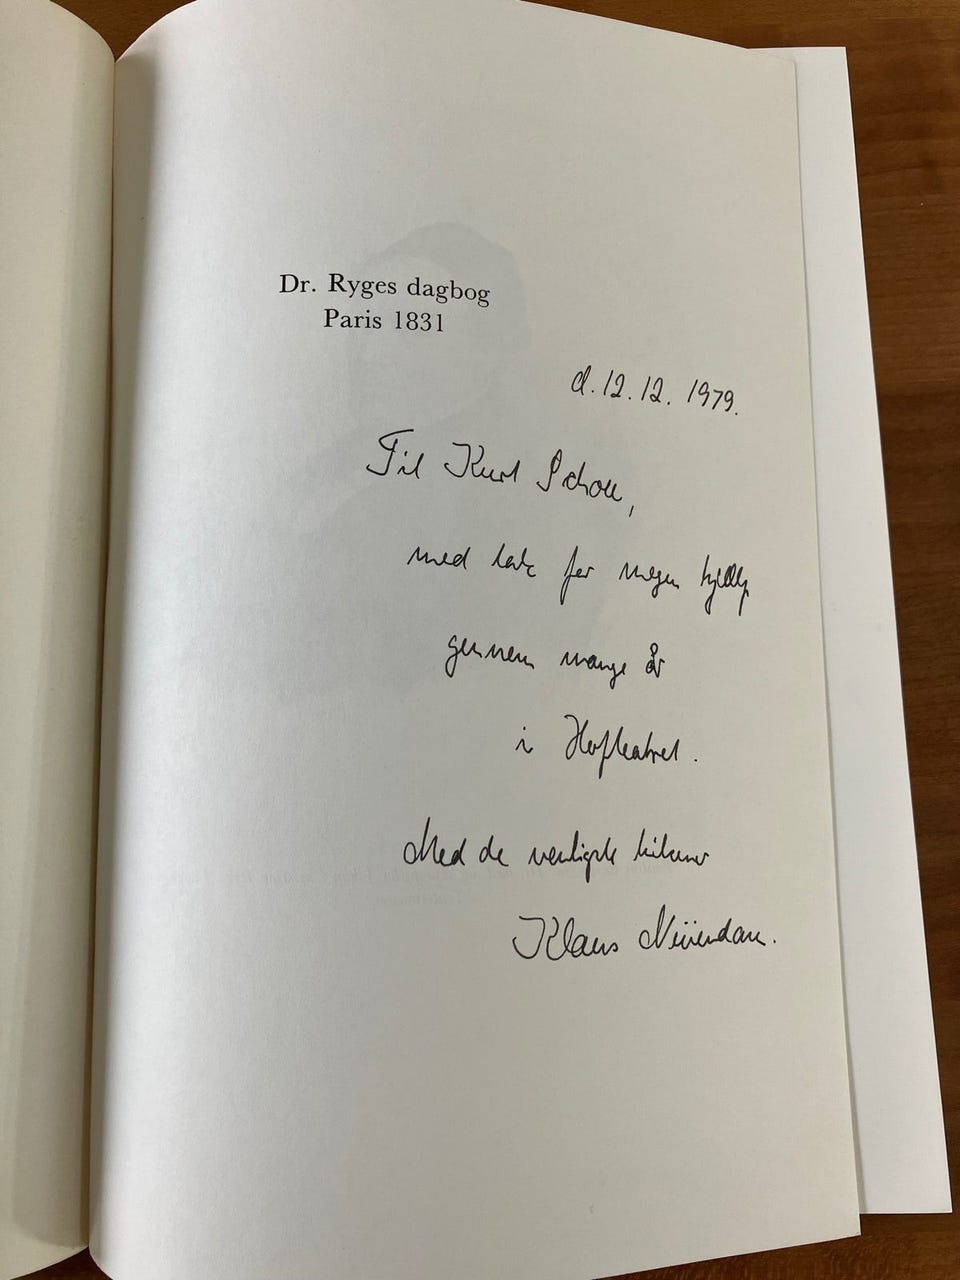 Dr. Ryges dagbog
Paris 1831
d. 12.12.1979.
Til Kurt Schou,
med tak for megen hjælp
gennem mange år
i Hofteatret.
Med de venligste hilsner
Klaus Neiiendam.